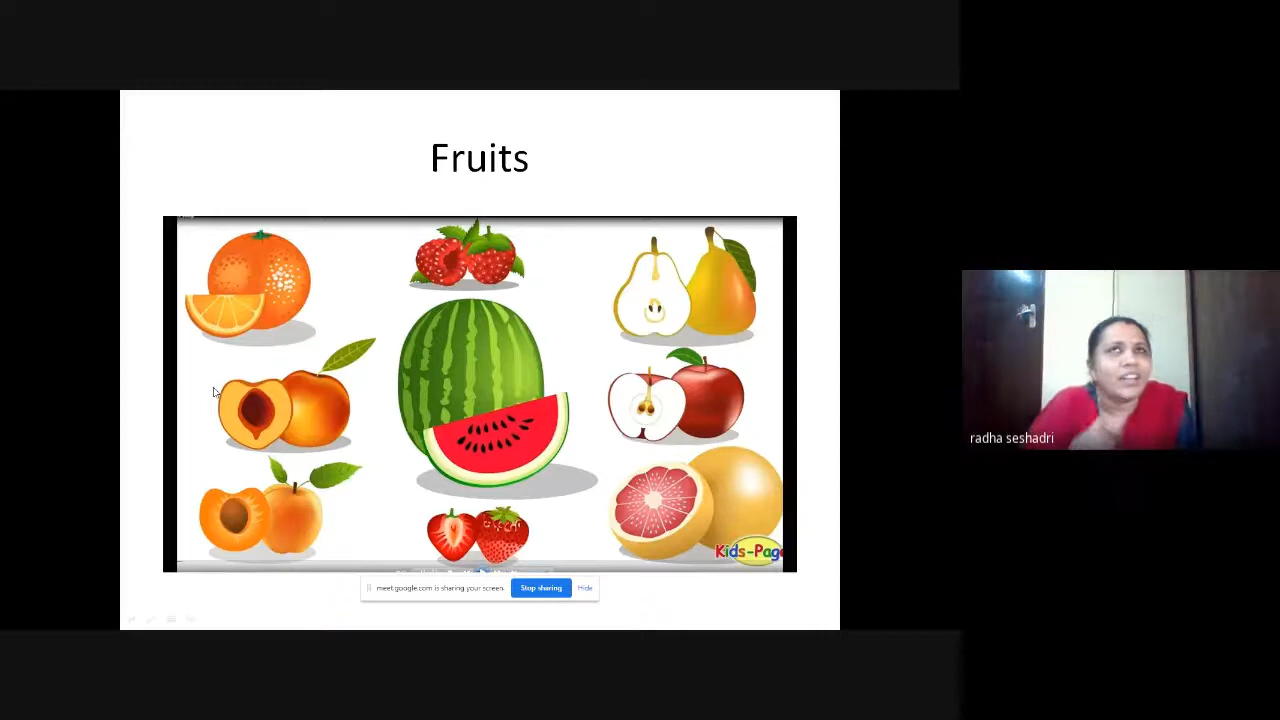 Fruits
Kids-Page
meet.google.com is sharing your screen.
Stop sharing
Hide
radha seshadri